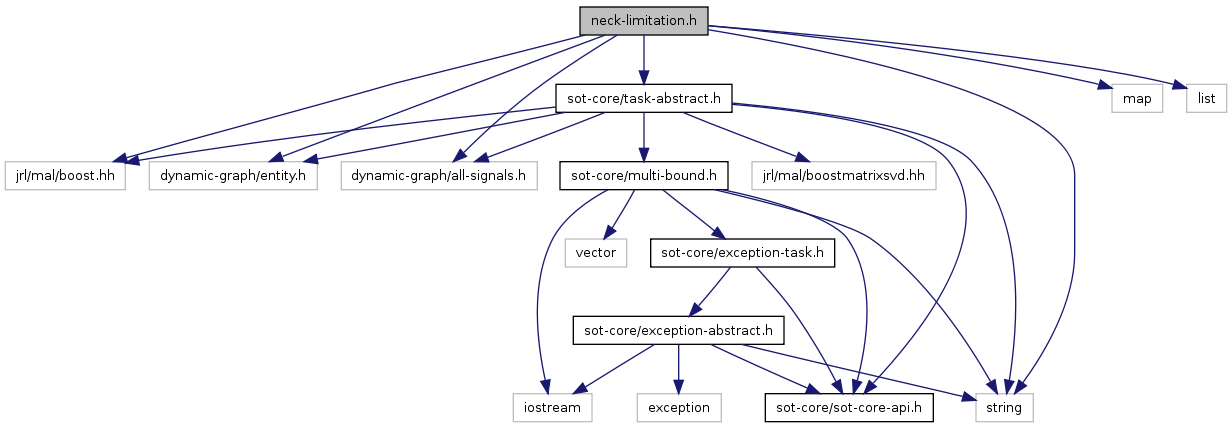 neck-limitation.h
sot-core/task-abstract.h
map
list
jrl/mal/boost.hh
dynamic-graph/entity.h
dynamic-graph/all-signals.h
sot-core/multi-bound.h
jrl/mal/boostmatrixsvd.hh
vector
sot-core/exception-task.h
sot-core/exception-abstract.h
iostream
exception
sot-core/sot-core-api.h
string